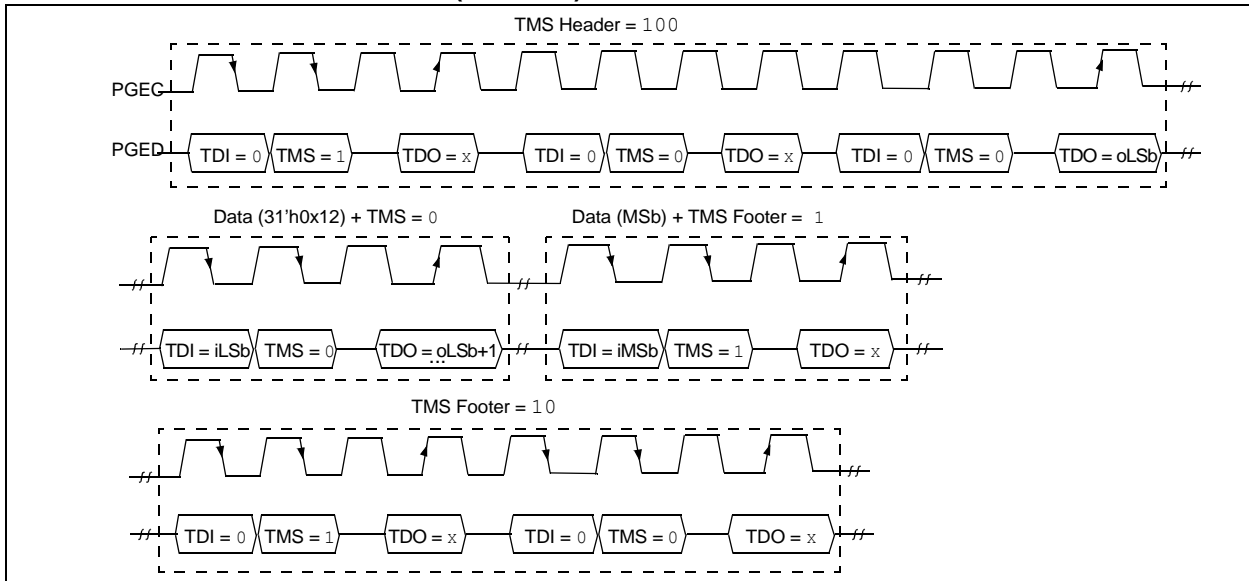 TMS Header = 100
PGEC
PGED
TDI = 0 TMS = 1 TDO = x TDI = 0 TMS = 0 TDO = x TDI = 0 TMS = 0 TDO = oLSb
Data (31'h0x12) + TMS = 0 Data (MSb) + TMS Footer = 1
TDI = iLSb TMS = 0 TDO = oLSb+1 ... TDI = iMSb TMS = 1 TDO = x
TMS Footer = 10
TDI = 0 TMS = 1 TDO = x TDI = 0 TMS = 0 TDO = x